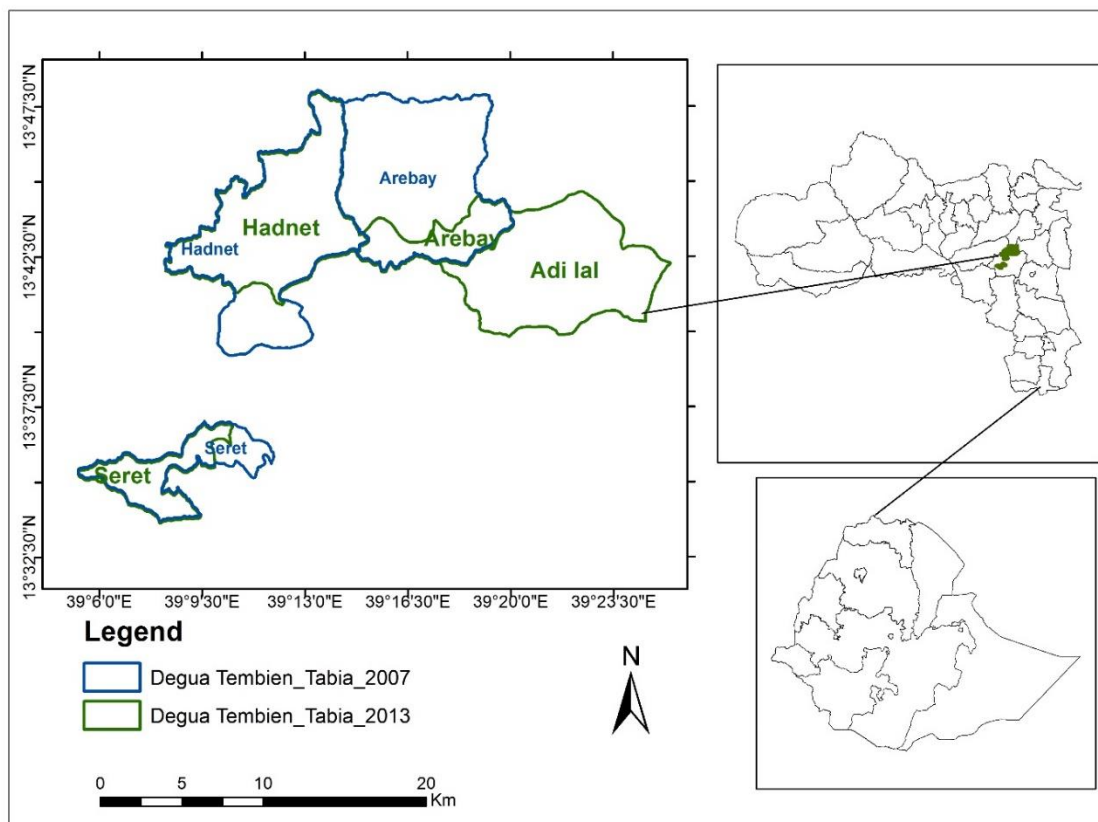 13°47'30"N
13°42'30"N
13°37'30"N
13°32'30"N
Arebay
Hadnet
Hadnet
Arebay
Adi lal
Seret
Seret
39°6'0"E 39°9'30"E 39°13'0"E 39°16'30"E 39°20'0"E 39°23'30"E
Legend
Degua Tembien_Tabia_2007
Degua Tembien_Tabia_2013
N
0 5 10 20
Km